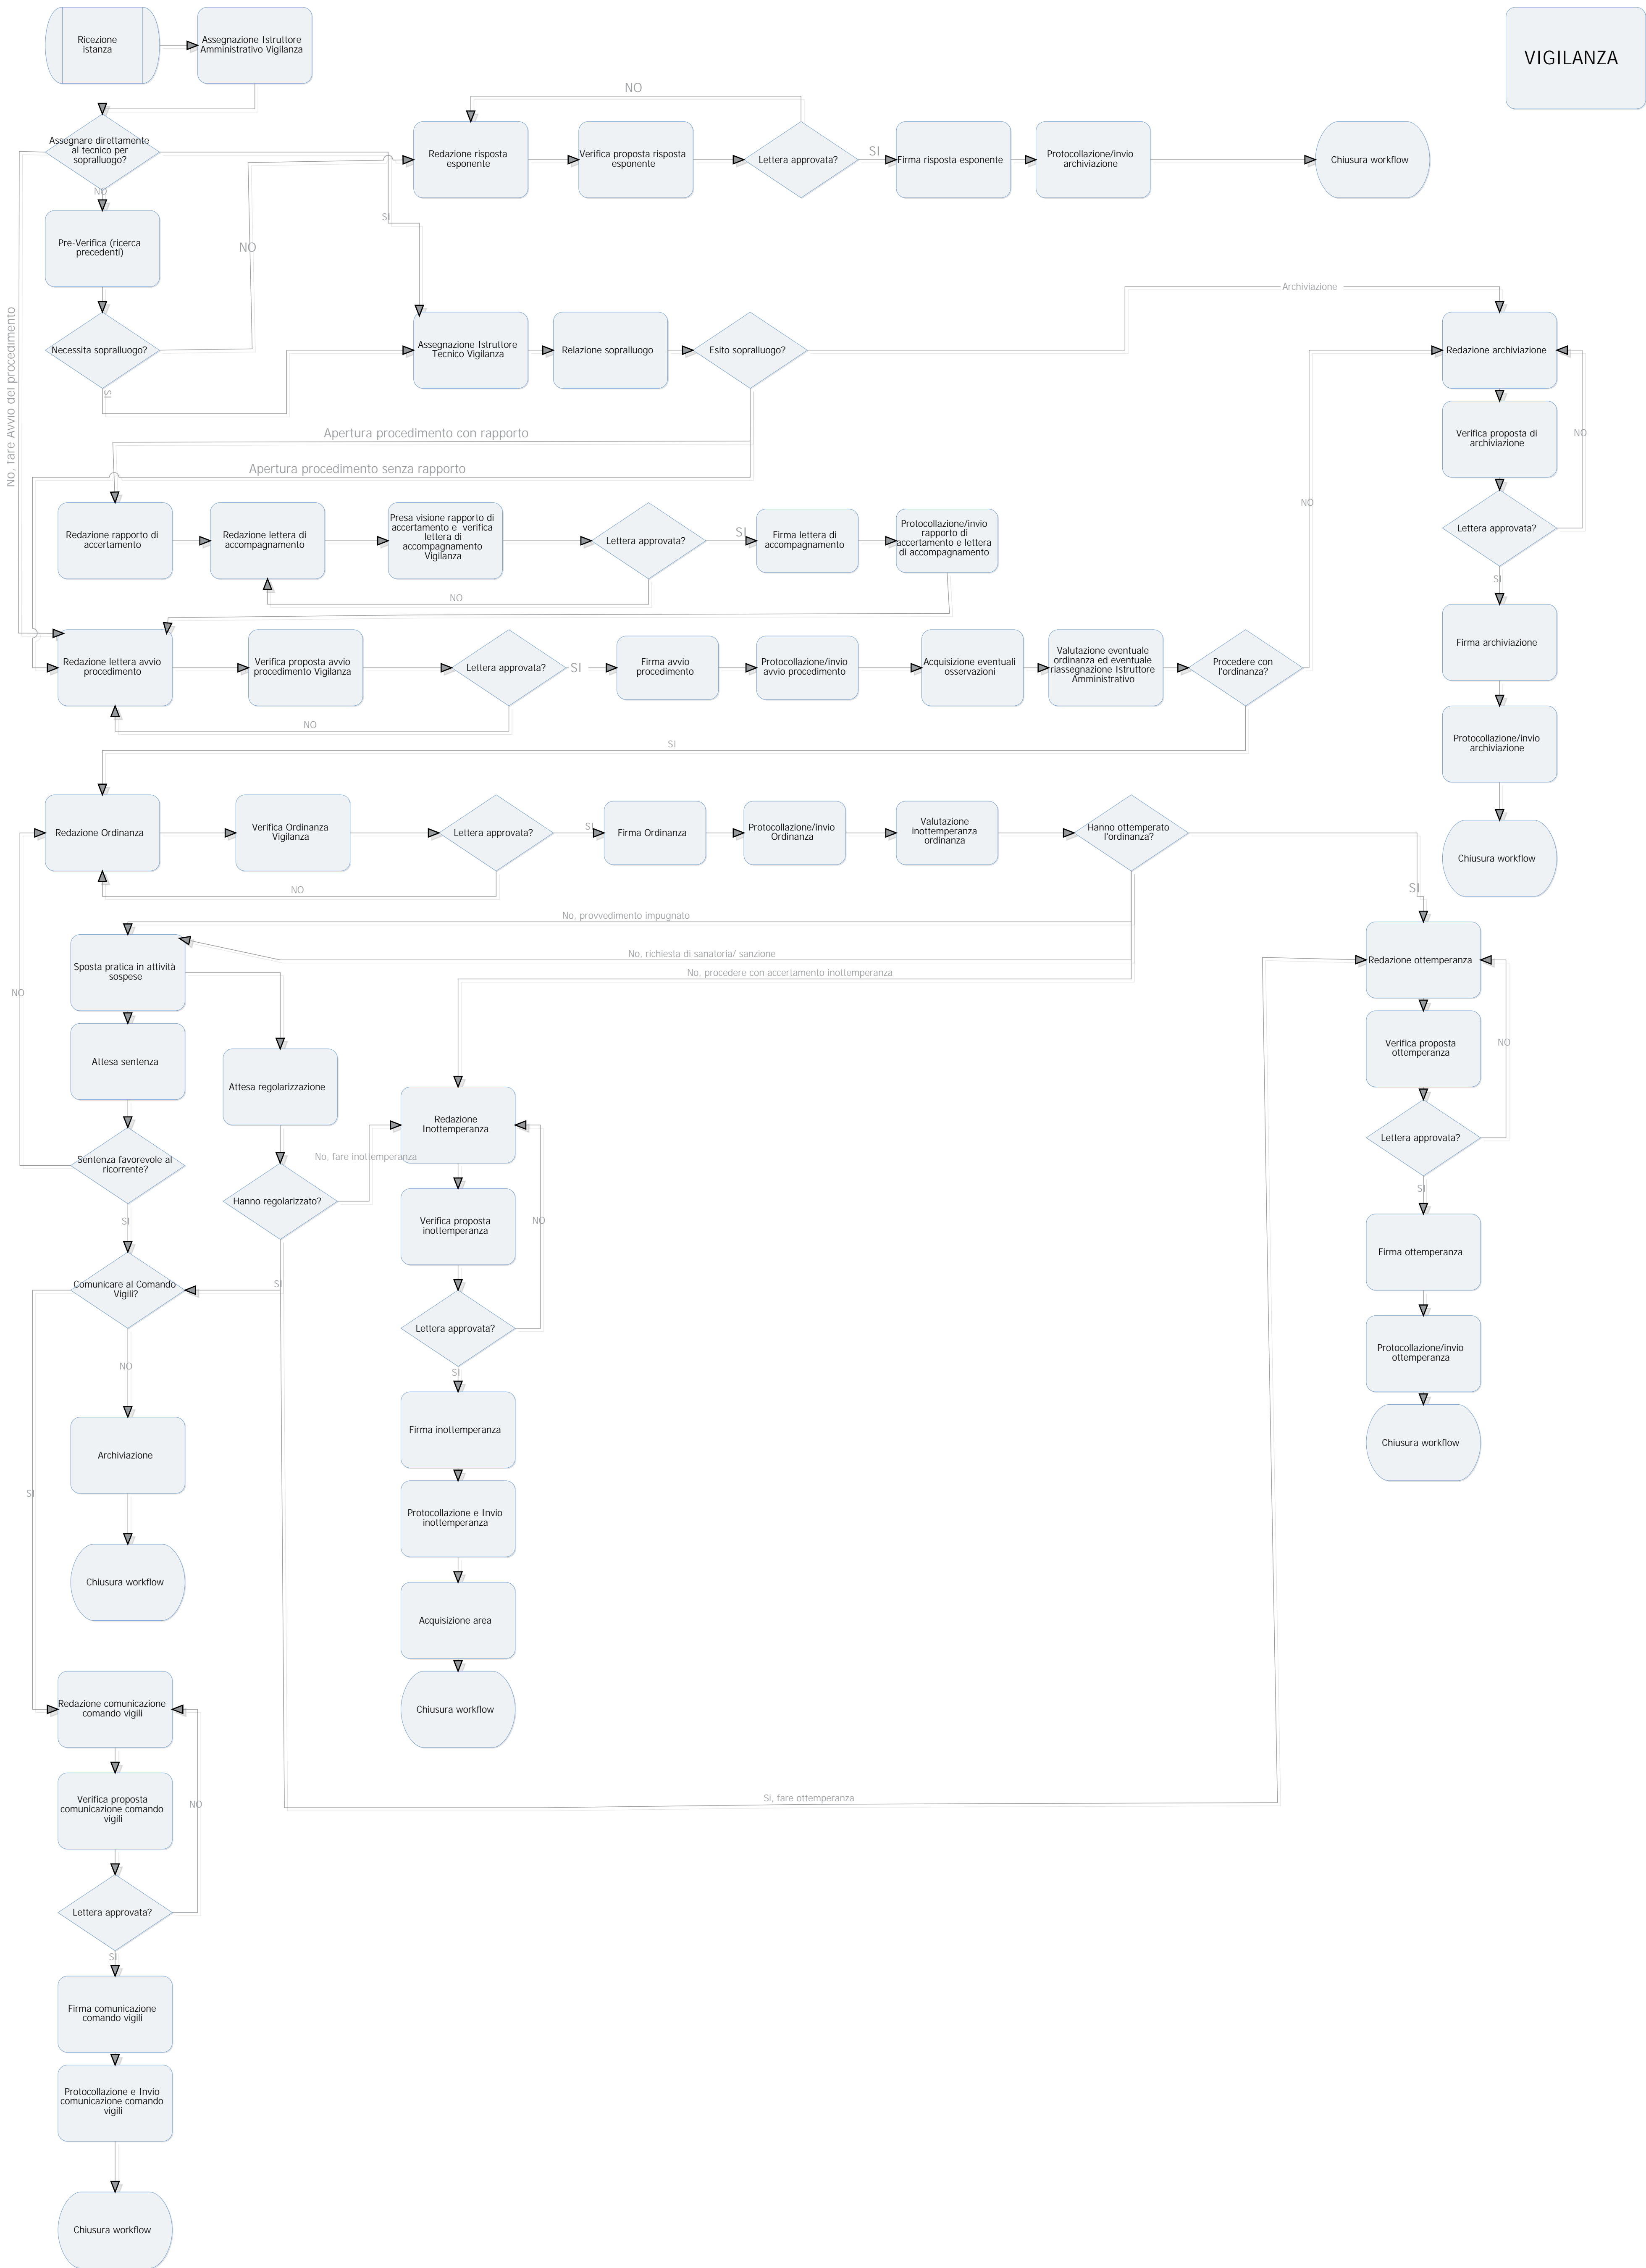 Ricezione
istanza
Assegnazione Istruttore
Amministrativo Vigilanza
VIGILANZA
NO
Assegnare direttamente
al tecnico per
sopralluogo?
Redazione risposta
esponente
Verifica proposta risposta
esponente
Lettera approvata?
SI
Firma risposta esponente
Protocollazione/invio
archiviazione
Chiusura workflow
NO
SI
Pre-Verifica (ricerca
precedenti)
NO
Archiviazione
No, fare Avvio del procedimento
Necessita sopralluogo?
SI
Assegnazione Istruttore
Tecnico Vigilanza
Relazione sopralluogo
Esito sopralluogo?
Redazione archiviazione
Apertura procedimento con rapporto
Verifica proposta di
archiviazione
NO
Apertura procedimento senza rapporto
NO
Redazione rapporto di
accertamento
Redazione lettera di
accompagnamento
Presa visione rapporto di
accertamento e verifica
lettera di
accompagnamento
Vigilanza
Lettera approvata?
SI
Firma lettera di
accompagnamento
Protocollazione/invio
rapporto di
accertamento e lettera
di accompagnamento
Lettera approvata?
SI
NO
Firma archiviazione
Redazione lettera avvio
procedimento
Verifica proposta avvio
procedimento Vigilanza
Lettera approvata?
SI
Firma avvio
procedimento
Protocollazione/invio
avvio procedimento
Acquisizione eventuali
osservazioni
Valutazione eventuale
ordinanza ed eventuale
riassegnazione Istruttore
Amministrativo
Procedere con
l'ordinanza?
NO
SI
Protocollazione/invio
archiviazione
Redazione Ordinanza
Verifica Ordinanza
Vigilanza
Lettera approvata?
SI
Firma Ordinanza
Protocollazione/invio
Ordinanza
Valutazione
inottemperanza
ordinanza
Hanno ottemperato
l'ordinanza?
Chiusura workflow
NO
SI
No, provvedimento impugnato
No, richiesta di sanatoria/ sanzione
No, procedere con accertamento inottemperanza
Sposta pratica in attività
sospese
Redazione ottemperanza
NO
Attesa sentenza
Attesa regolarizzazione
Verifica proposta
ottemperanza
NO
Redazione
Inottemperanza
Lettera approvata?
SI
Sentenza favorevole al
ricorrente?
No, fare inottemperanza
Hanno regolarizzato?
SI
Verifica proposta
inottemperanza
NO
Firma ottemperanza
Comunicare al Comando
Vigili?
SI
Lettera approvata?
SI
Protocollazione/invio
ottemperanza
NO
Firma inottemperanza
Chiusura workflow
Archiviazione
SI
Protocollazione e Invio
inottemperanza
Chiusura workflow
Acquisizione area
Redazione comunicazione
comando vigili
Chiusura workflow
Verifica proposta
comunicazione comando
vigili
NO
Si, fare ottemperanza
Lettera approvata?
SI
Firma comunicazione
comando vigili
Protocollazione e Invio
comunicazione comando
vigili
Chiusura workflow